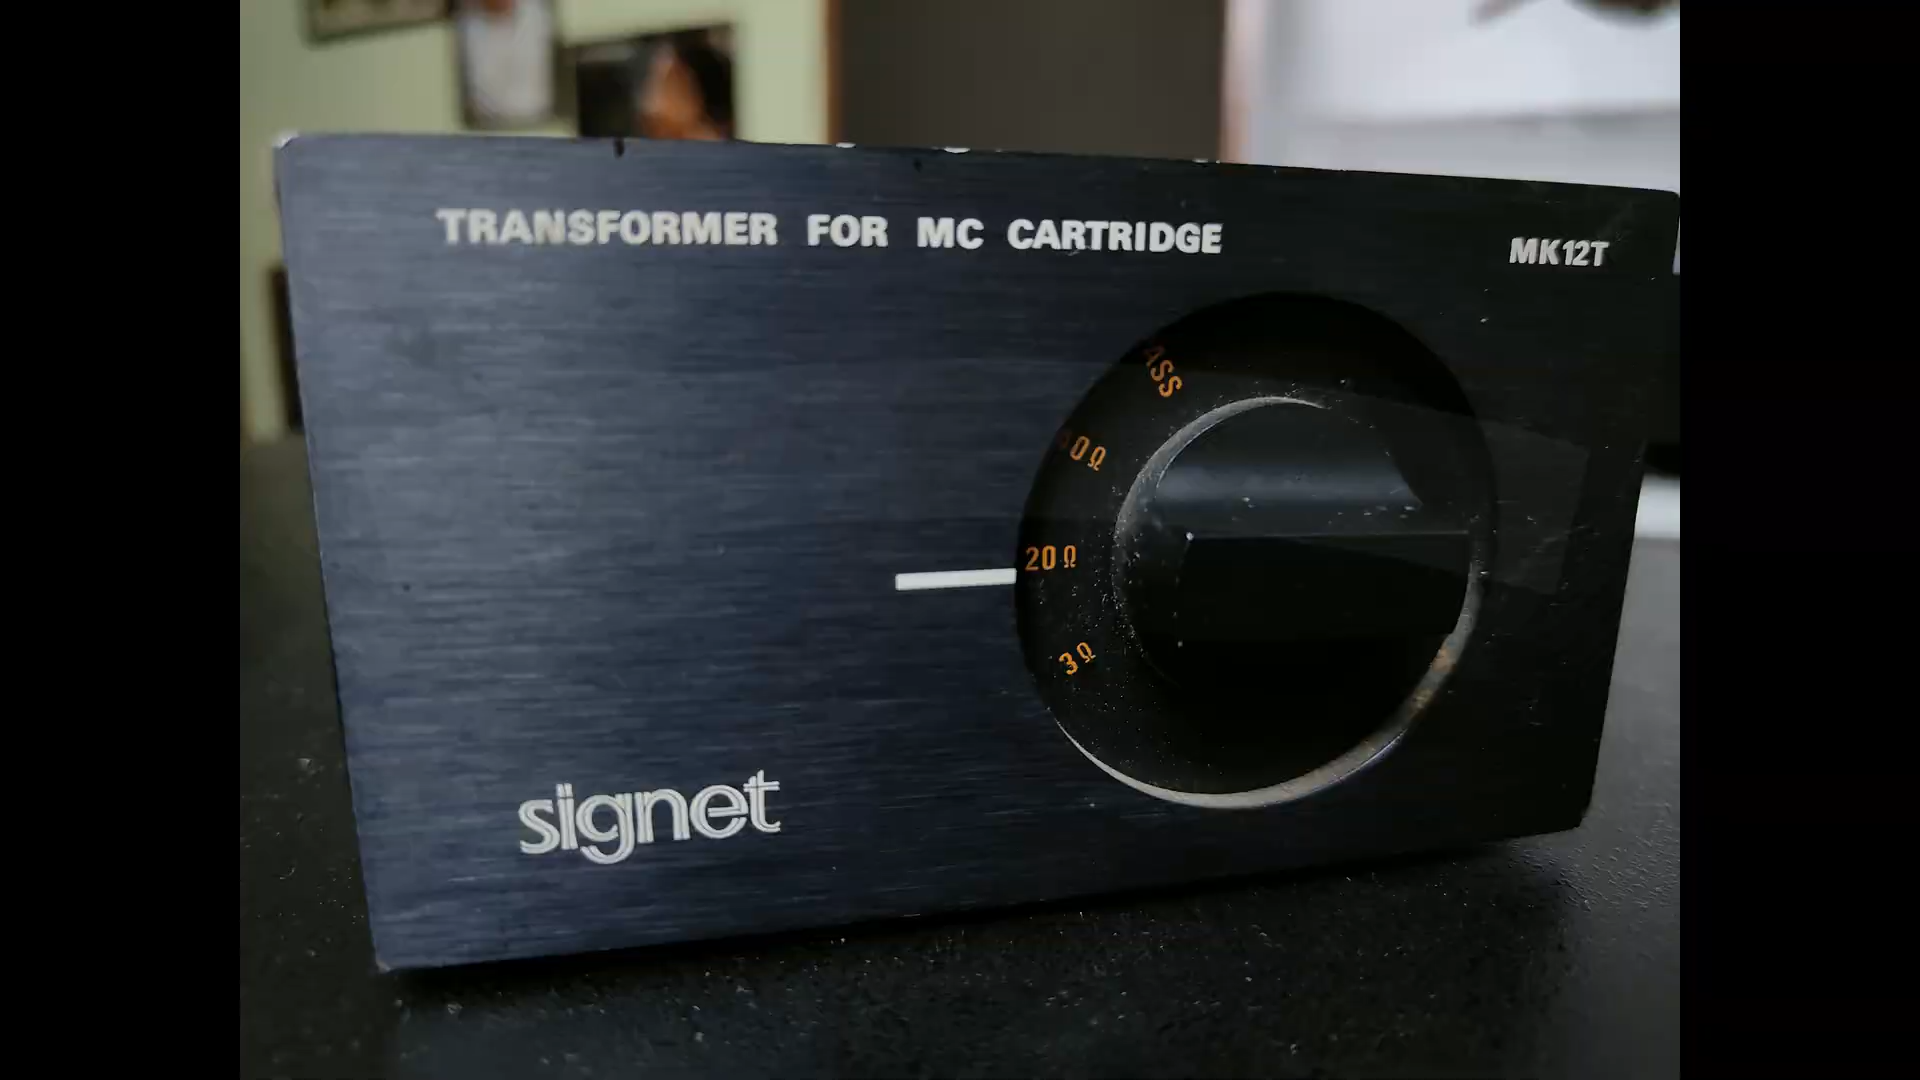 TRANSFORMER FOR MC CARTRIDGE
MK12T
ASS
0Ω
20Ω
3Ω
signet